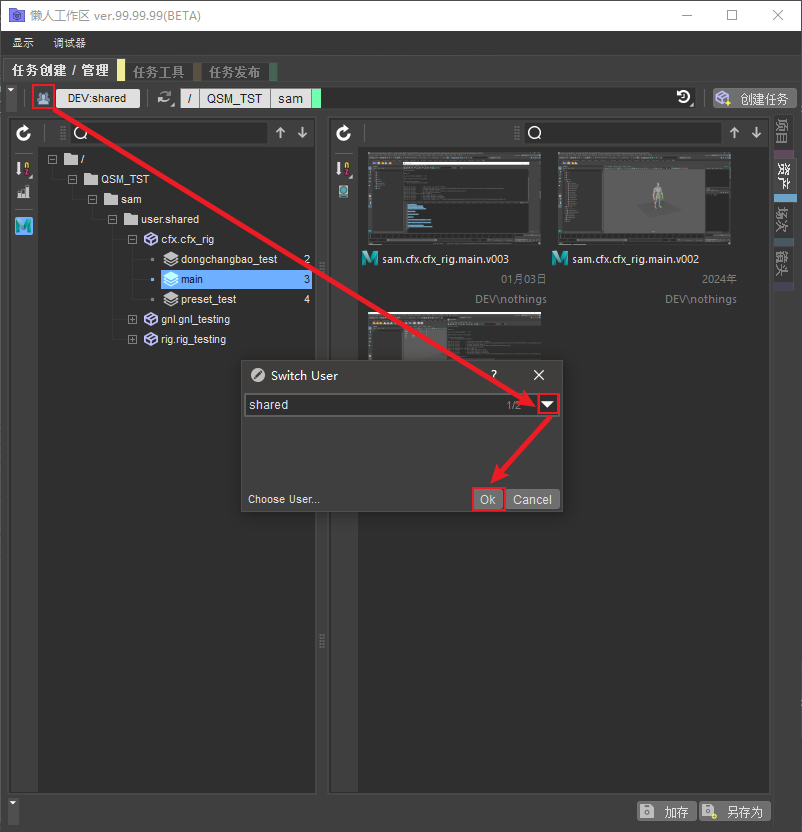 懒人工作区 ver.99.99.99(BETA)
显示 调试器
任务创建 / 管理 任务工具 任务发布
DEV:shared / QSM_TST sam 创建任务
/
QSM_TST
sam
user.shared
cfx.cfx_rig
dongchangbao_test 2
main 3
preset_test 4
gnl.gnl_testing
rig.rig_testing
sam.cfx.cfx_rig.main.v003
01月03日
DEV\nothings
sam.cfx.cfx_rig.main.v002
2024年
DEV\nothings
项目
资产
场次
镜头
Switch User ?
shared 1/2
Choose User... Ok Cancel
加存 另存为